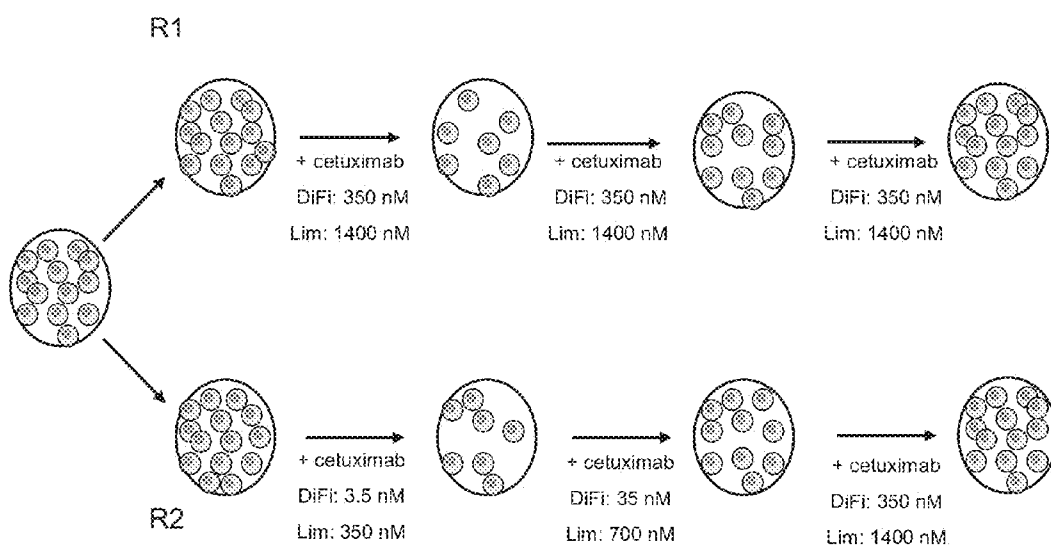 R1
+ cetuximab
DiFi: 350 nM
Lim: 1400 nM
+ cetuximab
DiFi: 350 nM
Lim: 1400 nM
+ cetuximab
DiFi: 350 nM
Lim: 1400 nM
+ cetuximab
DiFi: 3.5 nM
Lim: 350 nM
+ cetuximab
DiFi: 35 nM
Lim: 700 nM
+ cetuximab
DiFi: 350 nM
Lim: 1400 nM
R2